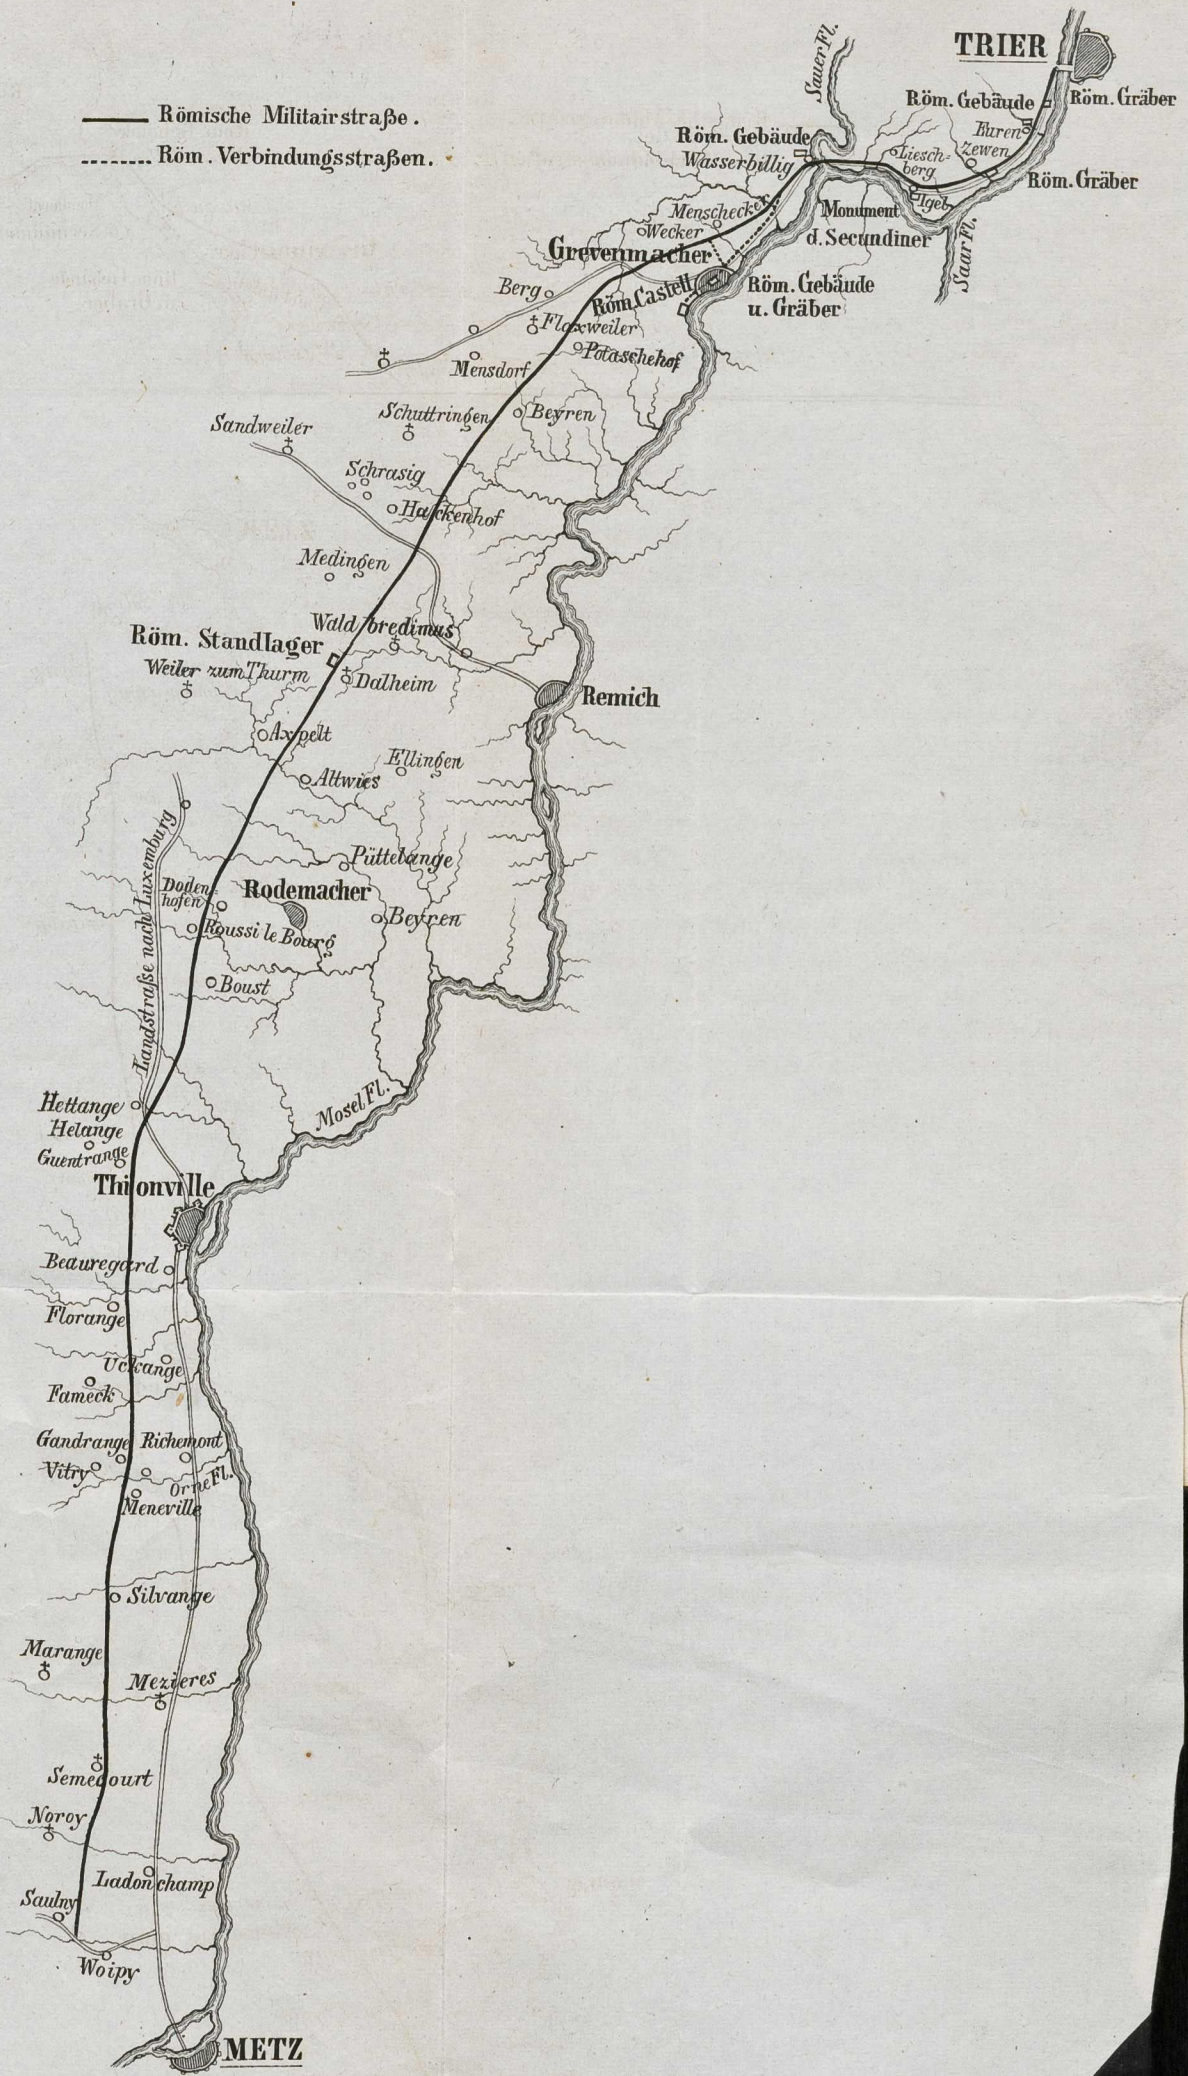 TRIER
Sauer Fl.
Röm. Gebäude
Röm. Gräber
Römische Militairstraße.
Röm. Verbindungsstraßen.
Euren
Zewen
Röm. Gebäude
Wasserbillig
Liesch-
berg
Röm. Gräber
Igel
Monument
d. Secundiner
Saar Fl.
Menschecker
Wecker
Grevenmacher
Röm. Castell
Röm. Gebäude
u. Gräber
Berg
Flaxweiler
Potaschehof
Mensdorf
Schuttringen
Beyren
Sandweiler
Schrasig
Hackenhof
Medingen
Waldbredimus
Röm. Standlager
Weiler zum Thurm
Dalheim
Remich
Axpelt
Ellingen
Altwies
Landstraße nach Luxemburg
Püttelange
Doden-
hofen
Rodemacher
Beyren
Roussi le Bourg
Boust
Mosel Fl.
Hettange
Helange
Guentrange
Thionville
Beauregard
Florange
Uckange
Fameck
Gandrange
Richemont
Vitry
Orne Fl.
Meneville
Silvange
Marange
Mezieres
Semecourt
Noroy
Ladonchamp
Saulny
Woipy
METZ